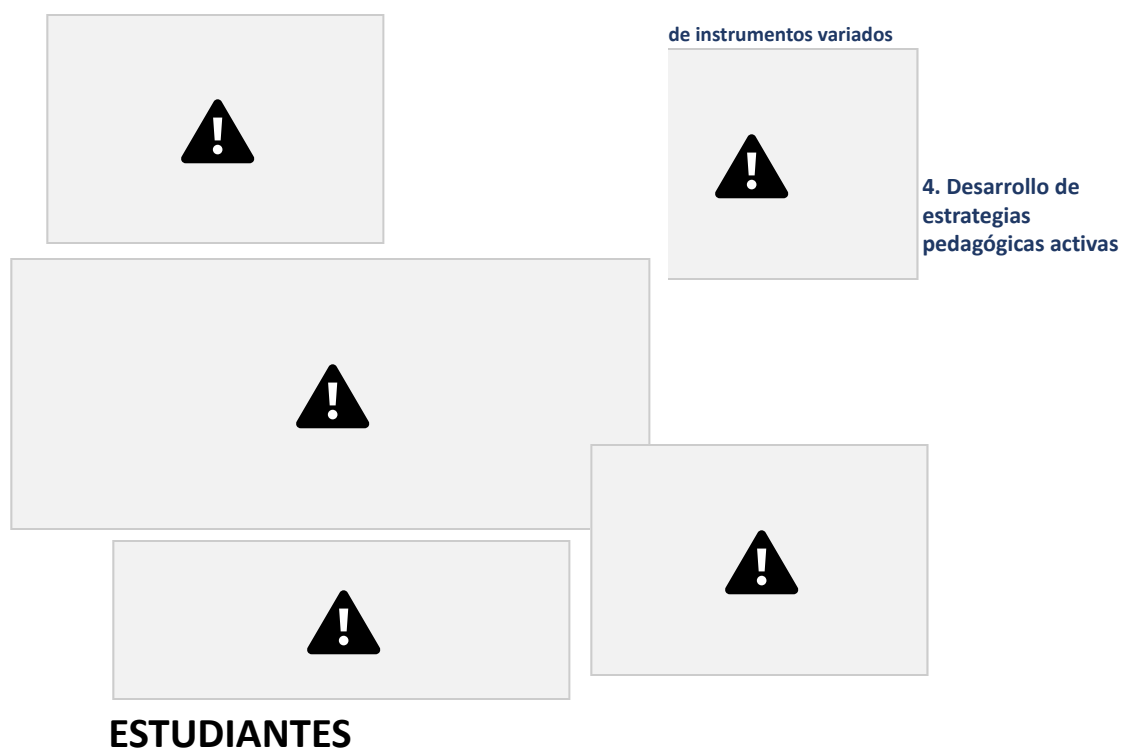 de instrumentos variados
4. Desarrollo de
estrategias
pedagógicas activas
ESTUDIANTES